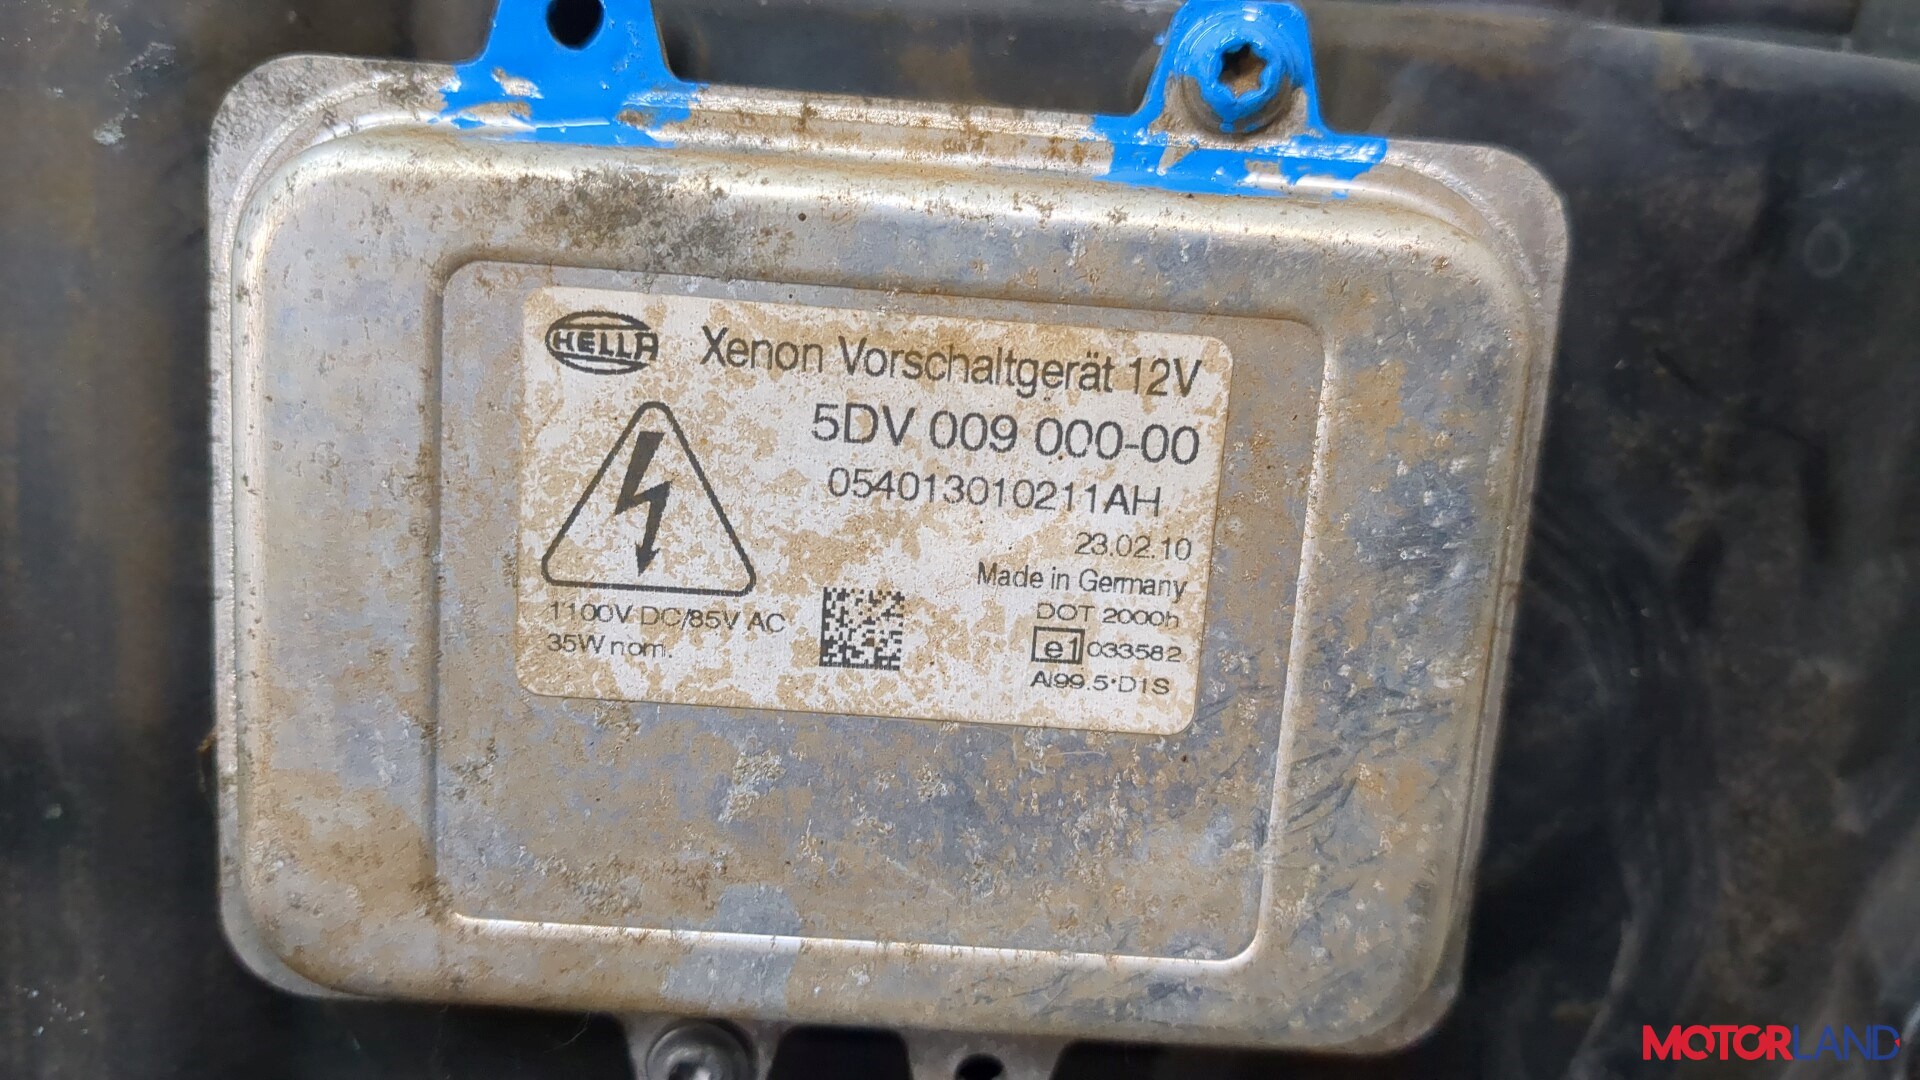 HELLA
Xenon Vorschaltgerät 12V
5DV 009 000-00
054013010211AH
23.02.10
Made in Germany
1100V DC/85V AC
35W nom.
DOT 2000h
e1 033582
AI99.5·D1S
MOTORLAND